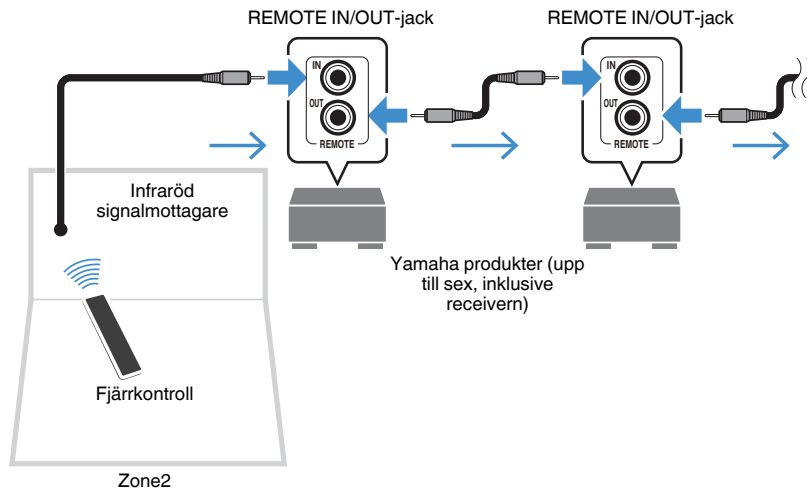 REMOTE IN/OUT-jack
REMOTE IN/OUT-jack
IN
OUT
REMOTE
IN
OUT
REMOTE
Infraröd
signalmottagare
Yamaha produkter (upp
till sex, inklusive
receivern)
Fjärrkontroll
Zone2